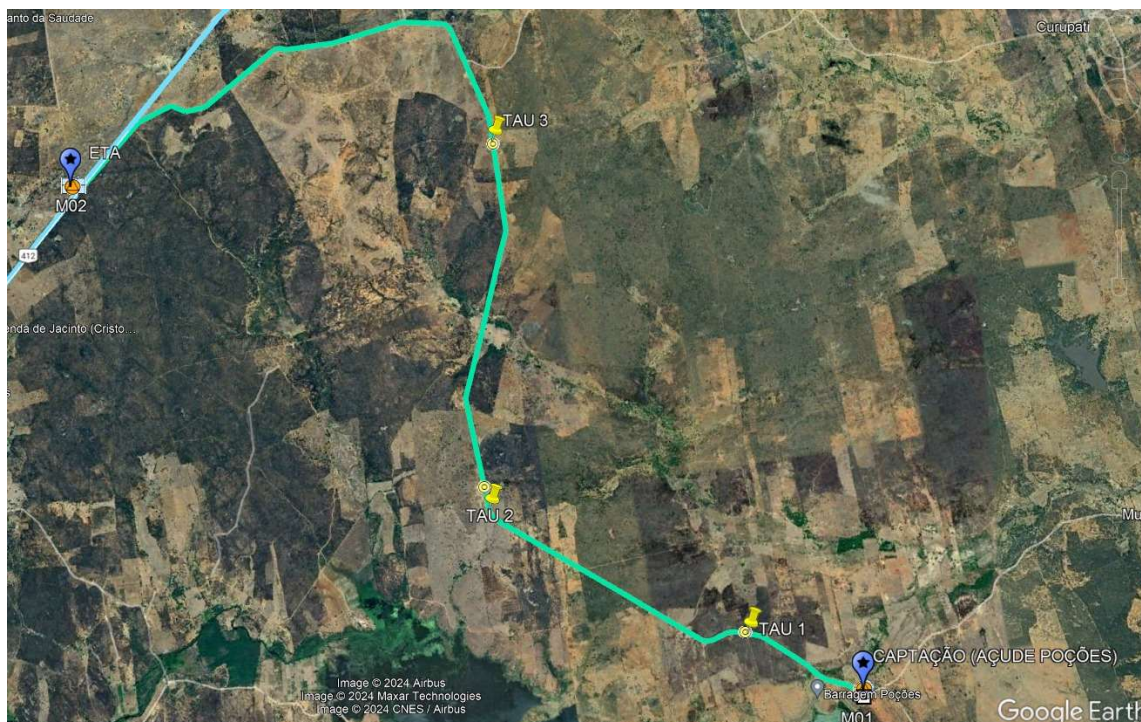 anto da Saudade
Curupati
TAU 3
ETA
M02
412
enda de Jacinto (Cristo...
TAU 2
Mu
TAU 1
CAPTAÇÃO (AÇUDE POÇÕES)
Barragem Poções
M01
Image © 2024 Airbus
Image © 2024 Maxar Technologies
Image © 2024 CNES / Airbus
Google Earth